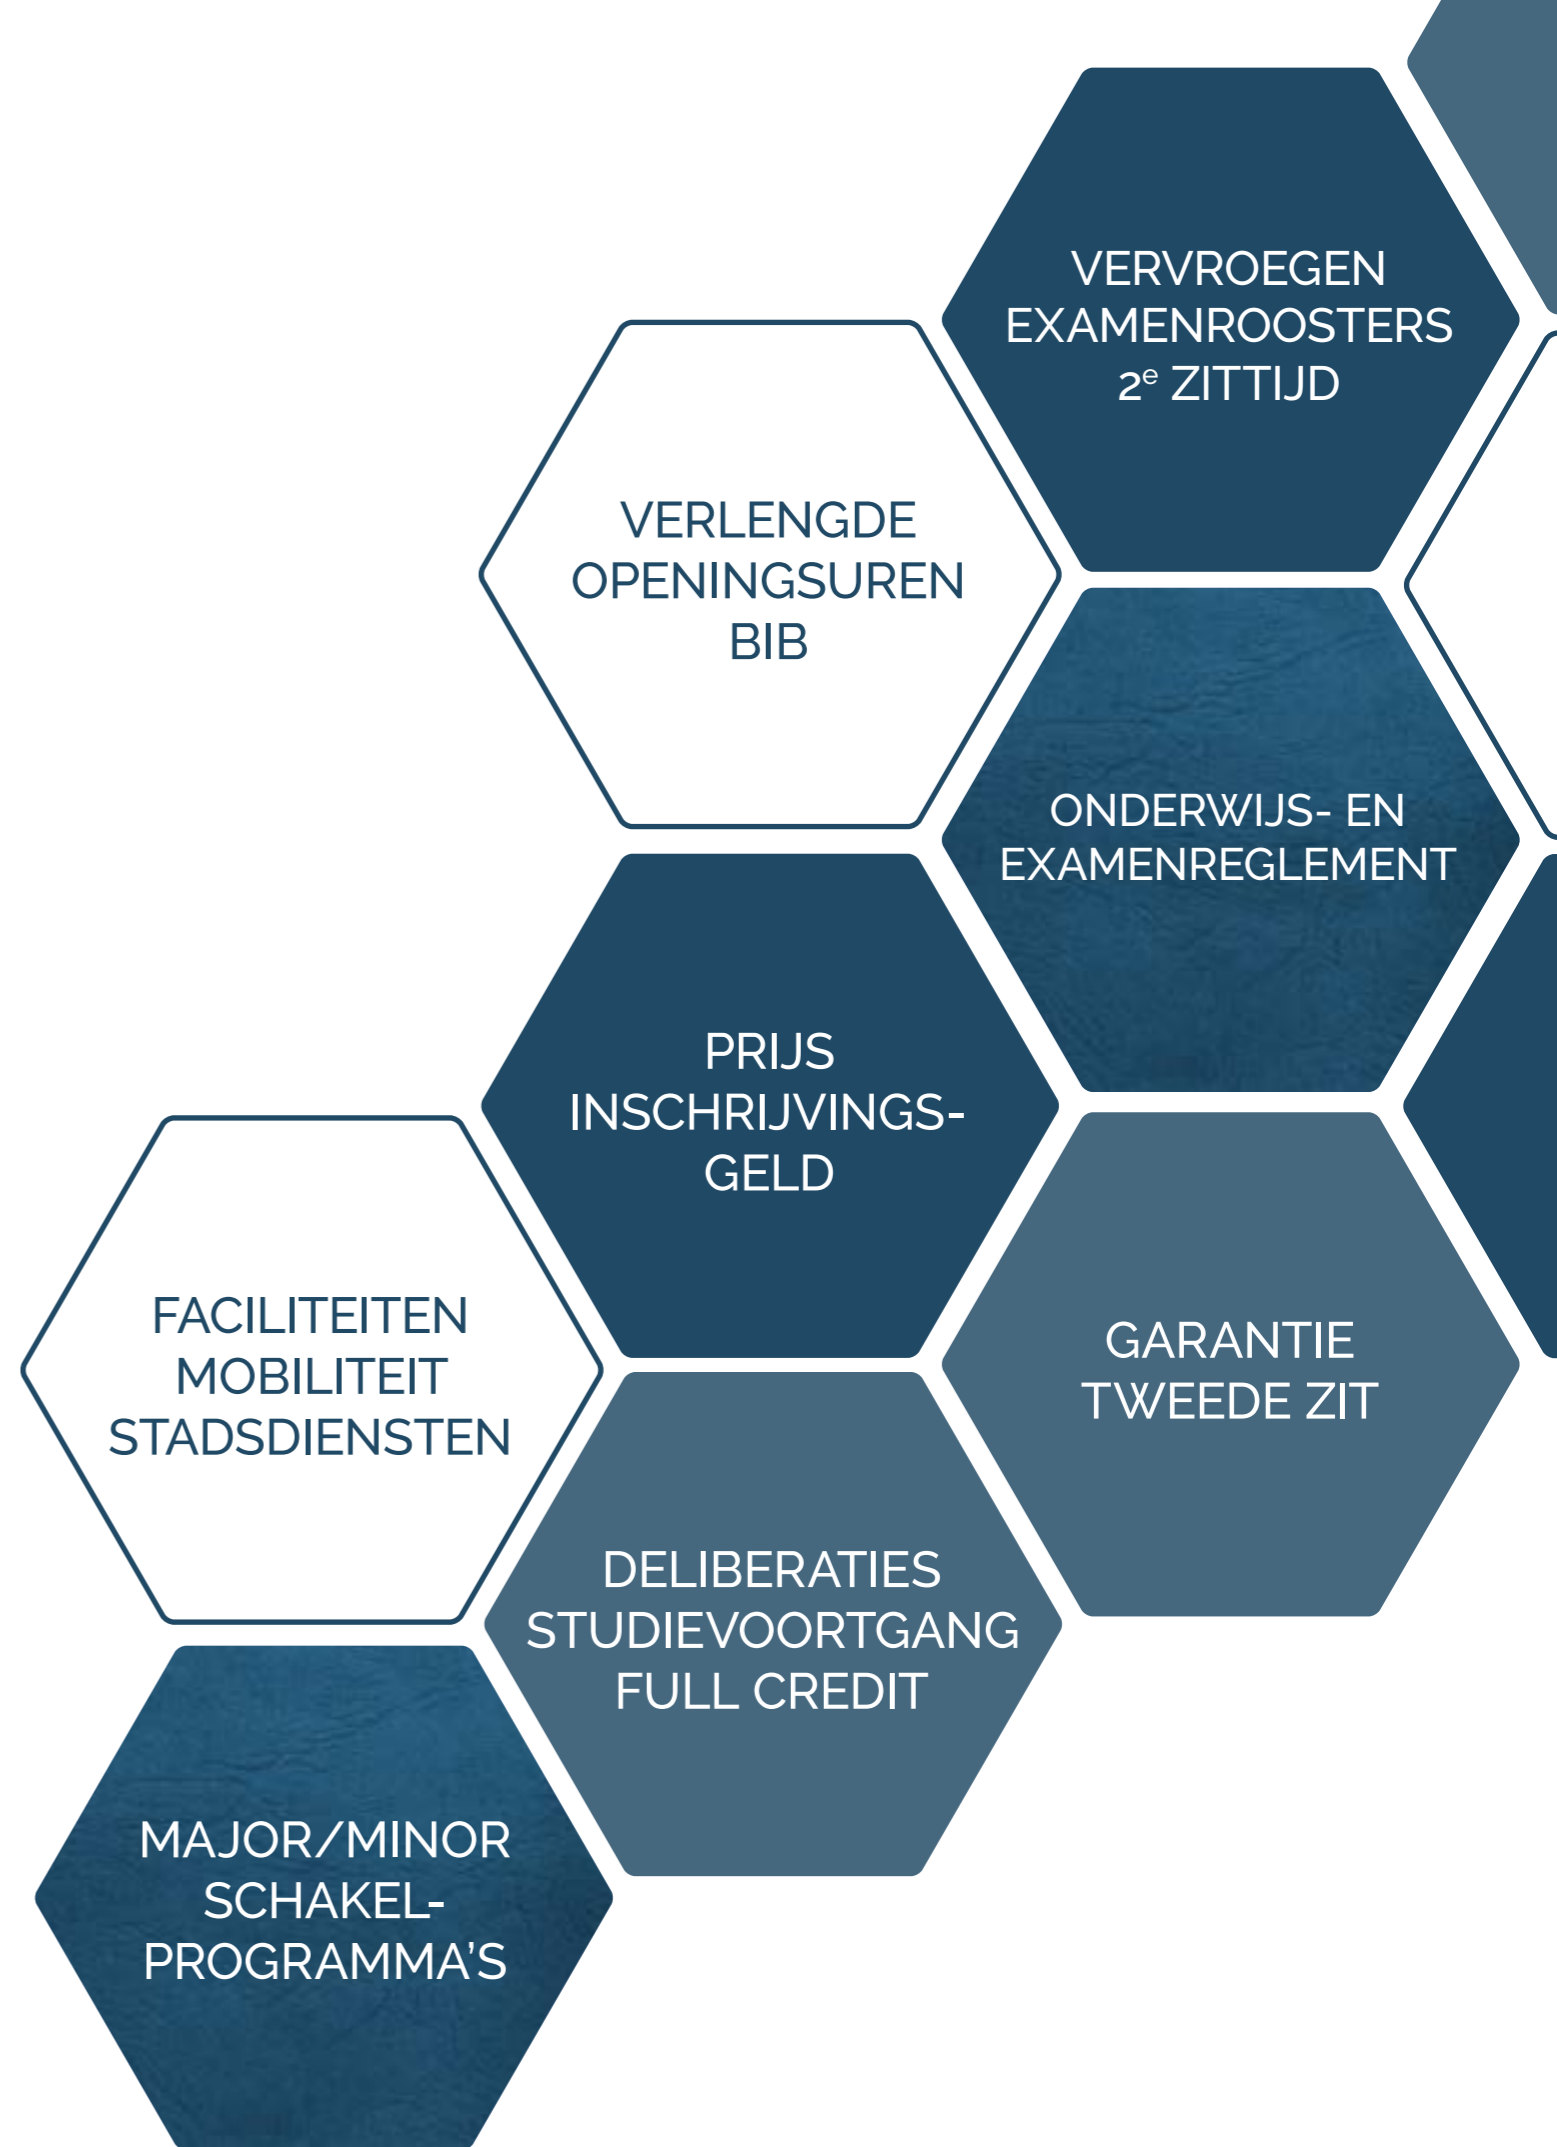 VERVROEGEN
EXAMENROOSTERS
2e ZITTIJD
VERLENGDE
OPENINGSUREN
BIB
ONDERWIJS- EN
EXAMENREGLEMENT
PRIJS
INSCHRIJVINGS-
GELD
FACILITEITEN
MOBILITEIT
STADSDIENSTEN
GARANTIE
TWEEDE ZIT
DELIBERATIES
STUDIEVOORTGANG
FULL CREDIT
MAJOR/MINOR
SCHAKEL-
PROGRAMMA'S